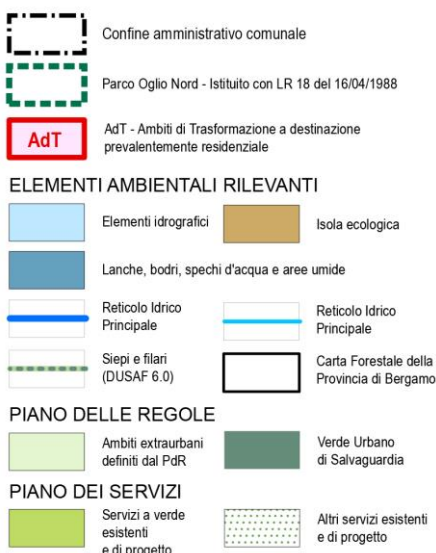 Confine amministrativo comunale
Parco Oglio Nord - Istituito con LR 18 del 16/04/1988
AdT
AdT - Ambiti di Trasformazione a destinazione
prevalentemente residenziale
ELEMENTI AMBIENTALI RILEVANTI
Elementi idrografici
Isola ecologica
Lanche, bodri, spechi d'acqua e aree umide
Reticolo Idrico
Principale
Reticolo Idrico
Principale
Siepi e filari
(DUSAF 6.0)
Carta Forestale della
Provincia di Bergamo
PIANO DELLE REGOLE
Ambiti extraurbani
definiti dal PdR
Verde Urbano
di Salvaguardia
PIANO DEI SERVIZI
Servizi a verde
esistenti
e di progetto
Altri servizi esistenti
e di progetto